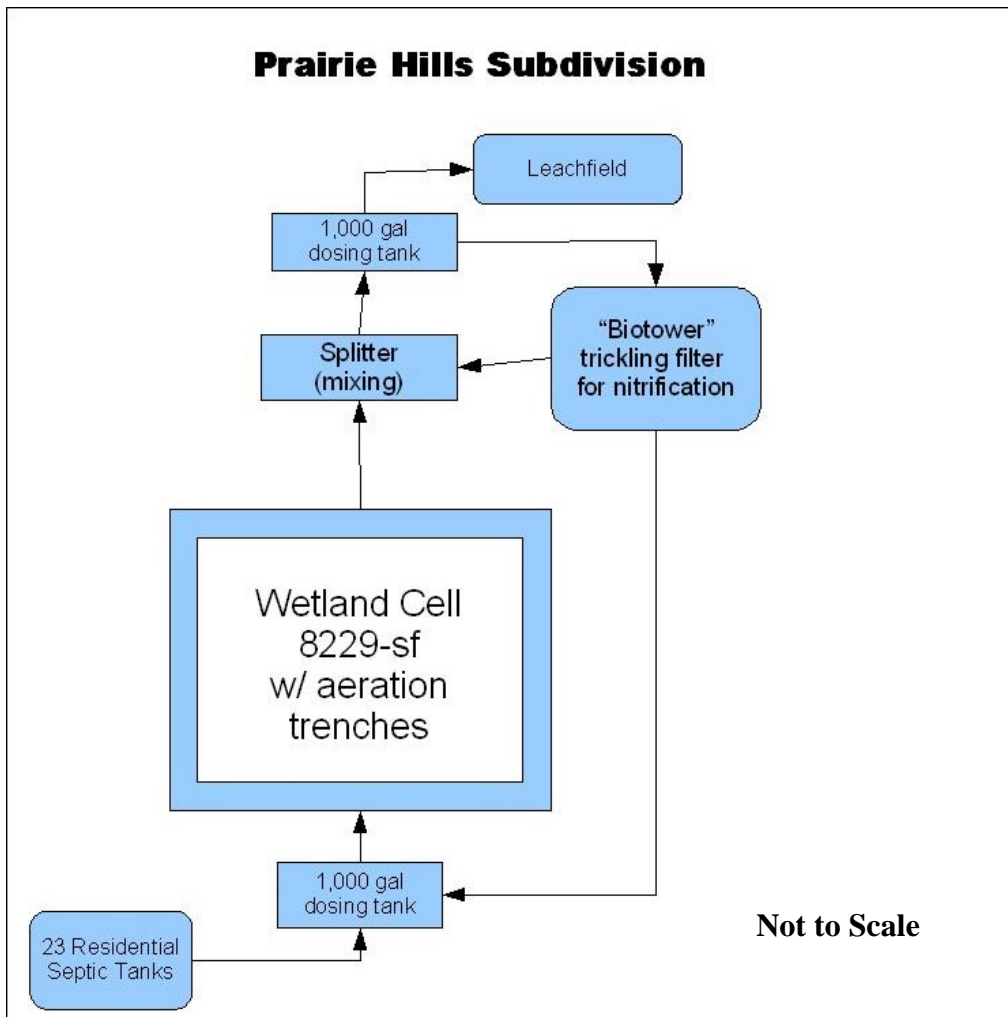 Prairie Hills Subdivision
Leachfield
1,000 gal
dosing tank
"Biotower"
trickling filter
for nitrification
Splitter
(mixing)
Wetland Cell
8229-sf
w/ aeration
trenches
1,000 gal
dosing tank
23 Residential
Septic Tanks
Not to Scale